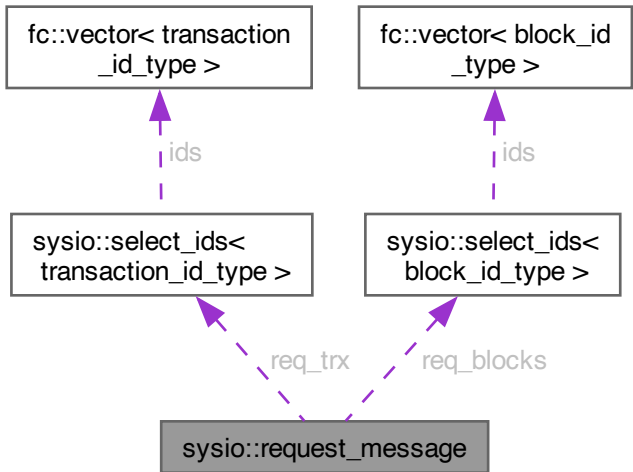 fc::vector< transaction
_id_type >
fc::vector< block_id
_type >
ids
ids
sysio::select_ids<
transaction_id_type >
sysio::select_ids<
block_id_type >
req_trx
req_blocks
sysio::request_message